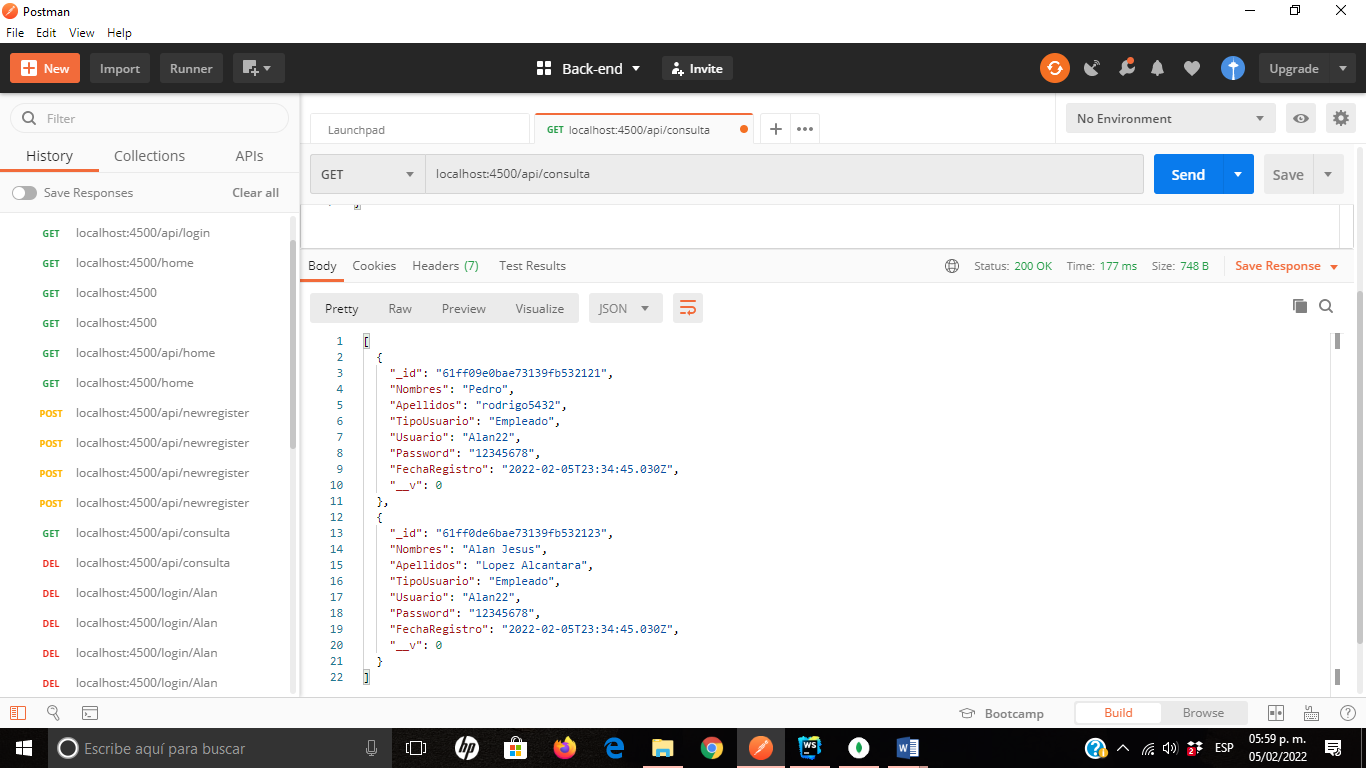 Postman
File Edit View Help
New Import Runner Back-end Invite Upgrade
Filter
History Collections APIs
Save Responses Clear all
GET localhost:4500/api/login
GET localhost:4500/home
GET localhost:4500
GET localhost:4500
GET localhost:4500/api/home
GET localhost:4500/home
POST localhost:4500/api/newregister
POST localhost:4500/api/newregister
POST localhost:4500/api/newregister
POST localhost:4500/api/newregister
GET localhost:4500/api/consulta
DEL localhost:4500/api/consulta
DEL localhost:4500/login/Alan
DEL localhost:4500/login/Alan
DEL localhost:4500/login/Alan
DEL localhost:4500/login/Alan
Launchpad GET localhost:4500/api/consulta No Environment
GET localhost:4500/api/consulta Send Save
Body Cookies Headers (7) Test Results Status: 200 OK Time: 177 ms Size: 748 B Save Response
Pretty Raw Preview Visualize JSON
1 [
2 {
3 "_id": "61ff09e0bae73139fb532121",
4 "Nombres": "Pedro",
5 "Apellidos": "rodrigo5432",
6 "TipoUsuario": "Empleado",
7 "Usuario": "Alan22",
8 "Password": "12345678",
9 "FechaRegistro": "2022-02-05T23:34:45.030Z",
10 "__v": 0
11 },
12 {
13 "_id": "61ff0de6bae73139fb532123",
14 "Nombres": "Alan Jesus",
15 "Apellidos": "Lopez Alcantara",
16 "TipoUsuario": "Empleado",
17 "Usuario": "Alan22",
18 "Password": "12345678",
19 "FechaRegistro": "2022-02-05T23:34:45.030Z",
20 "__v": 0
21 }
22 ]
Bootcamp Build Browse
Escribe aquí para buscar
hp
WS
ESP
05:59 p. m.
05/02/2022